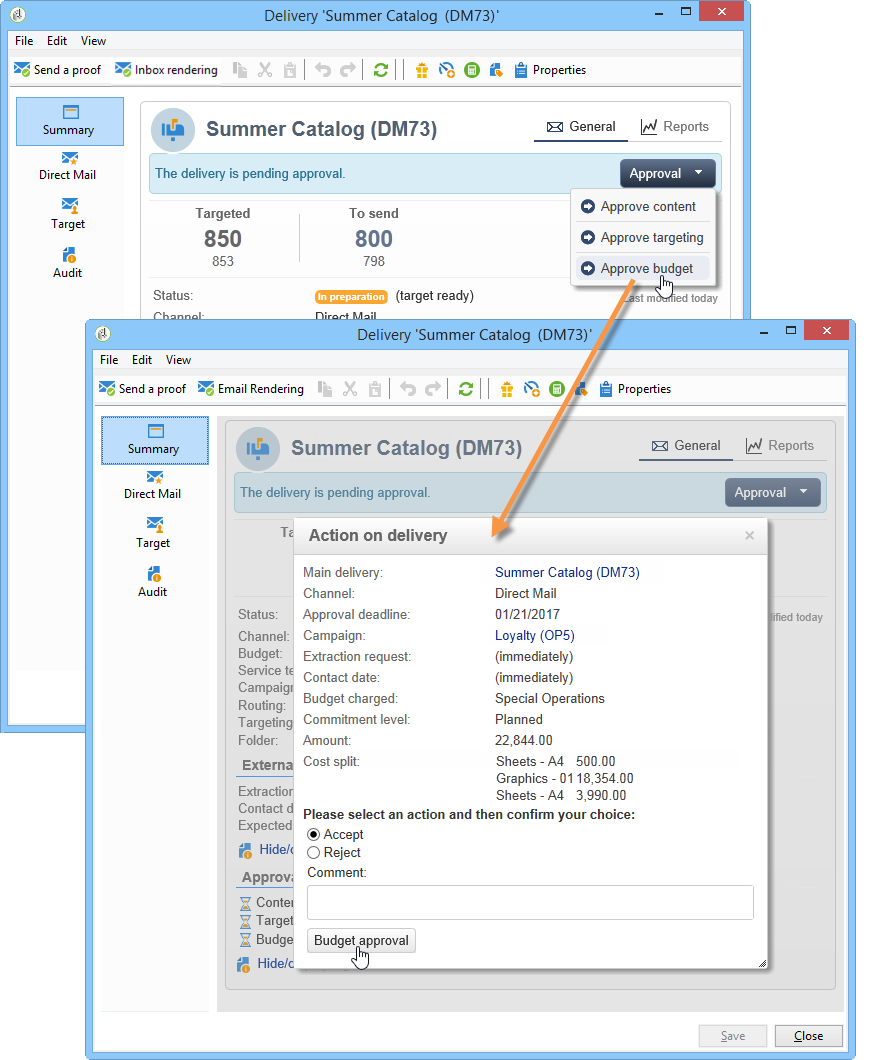 Delivery 'Summer Catalog (DM73)'
File Edit View
Send a proof Inbox rendering Properties
Summary
Direct Mail
Target
Audit
Summer Catalog (DM73)
General Reports
The delivery is pending approval.
Approval
Approve content
Approve targeting
Approve budget
Targeted To send
850 800
853 798
Status: In preparation (target ready)
Last modified today
Channel: Direct Mail
Delivery 'Summer Catalog (DM73)'
File Edit View
Send a proof Email Rendering Properties
Summary
Direct Mail
Target
Audit
Summer Catalog (DM73)
General Reports
The delivery is pending approval.
Approval
Status:
Channel:
Budget:
Service te
Campaign
Routing:
Targeting
Folder:
Externa
Extraction
Contact d
Expected
Hide/c
Approva
Conter
Target
Budge
Hide/c
ified today
Action on delivery
Main delivery: Summer Catalog (DM73)
Channel: Direct Mail
Approval deadline: 01/21/2017
Campaign: Loyalty (OP5)
Extraction request: (immediately)
Contact date: (immediately)
Budget charged: Special Operations
Commitment level: Planned
Amount: 22,844.00
Cost split: Sheets - A4 500.00
Graphics - 01 18,354.00
Sheets - A4 3,990.00
Please select an action and then confirm your choice:
Accept
Reject
Comment:
Budget approval
Save Close